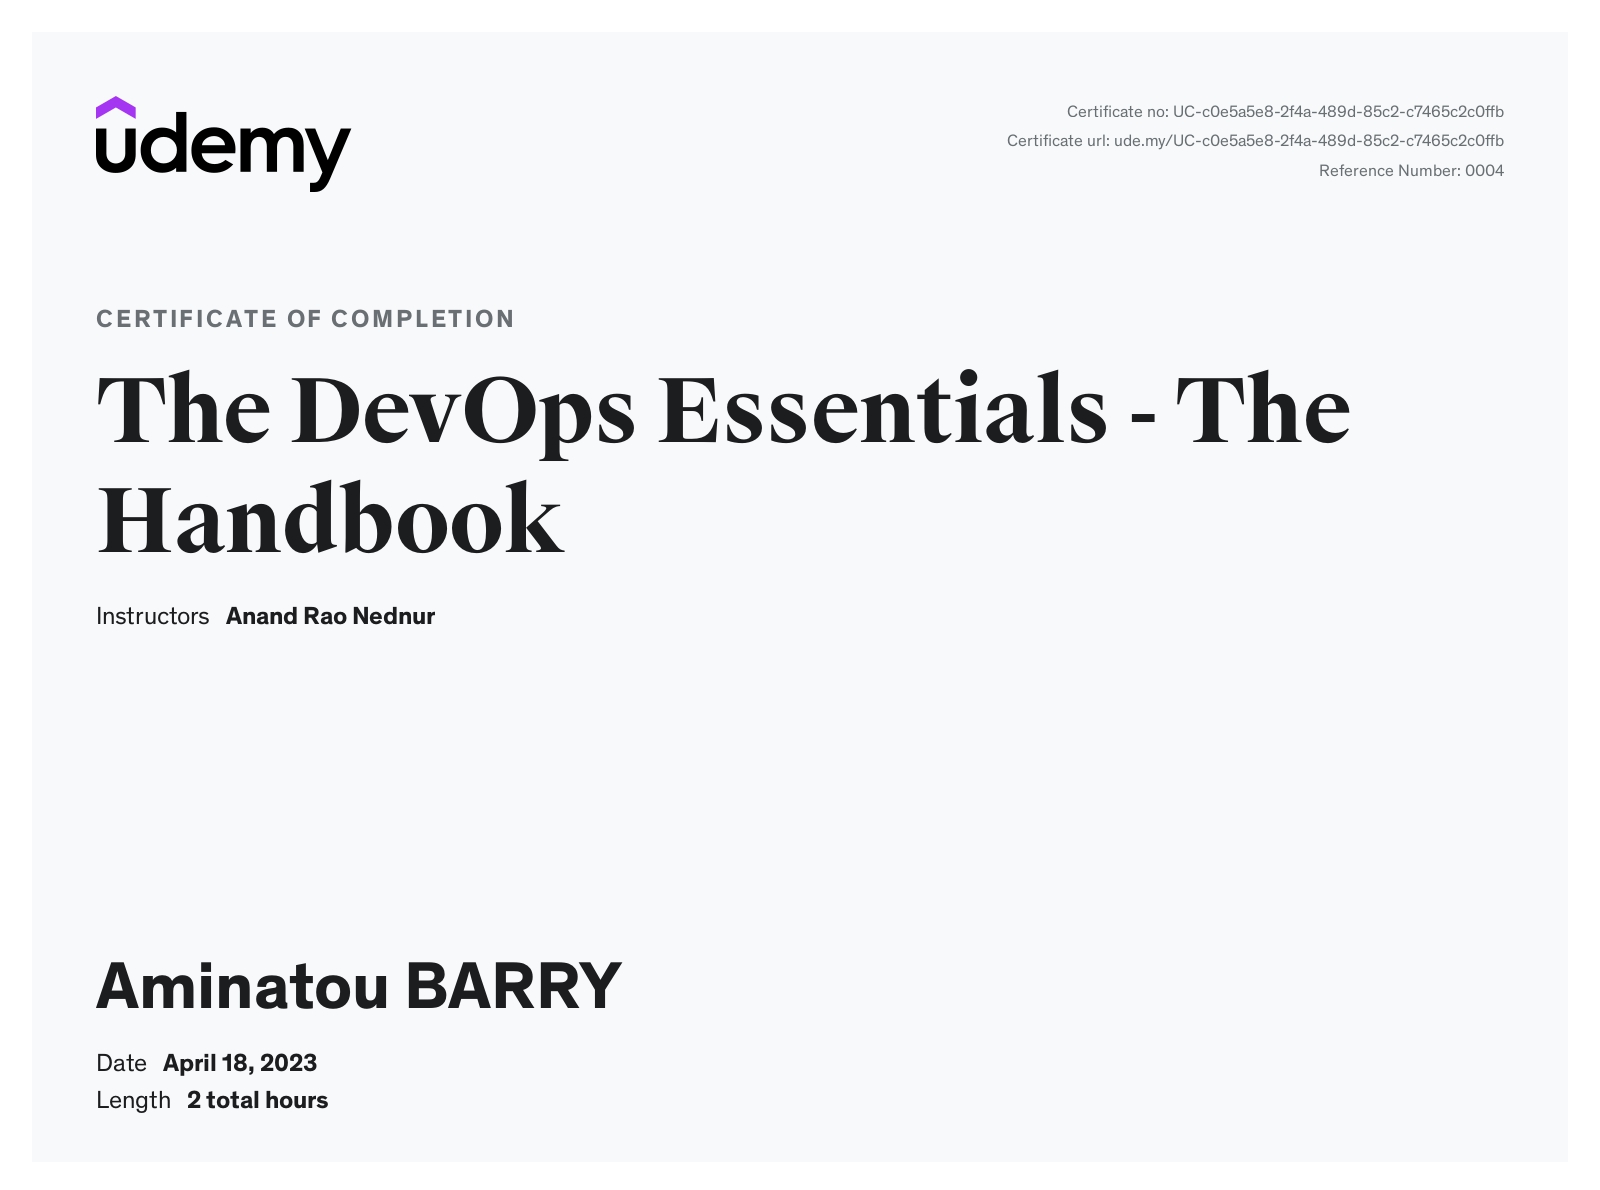 udemy
Certificate no: UC-c0e5a5e8-2f4a-489d-85c2-c7465c2c0ffb
Certificate url: ude.my/UC-c0e5a5e8-2f4a-489d-85c2-c7465c2c0ffb
Reference Number: 0004
CERTIFICATE OF COMPLETION
The DevOps Essentials - The
Handbook
Instructors Anand Rao Nednur
Aminatou BARRY
Date April 18, 2023
Length 2 total hours